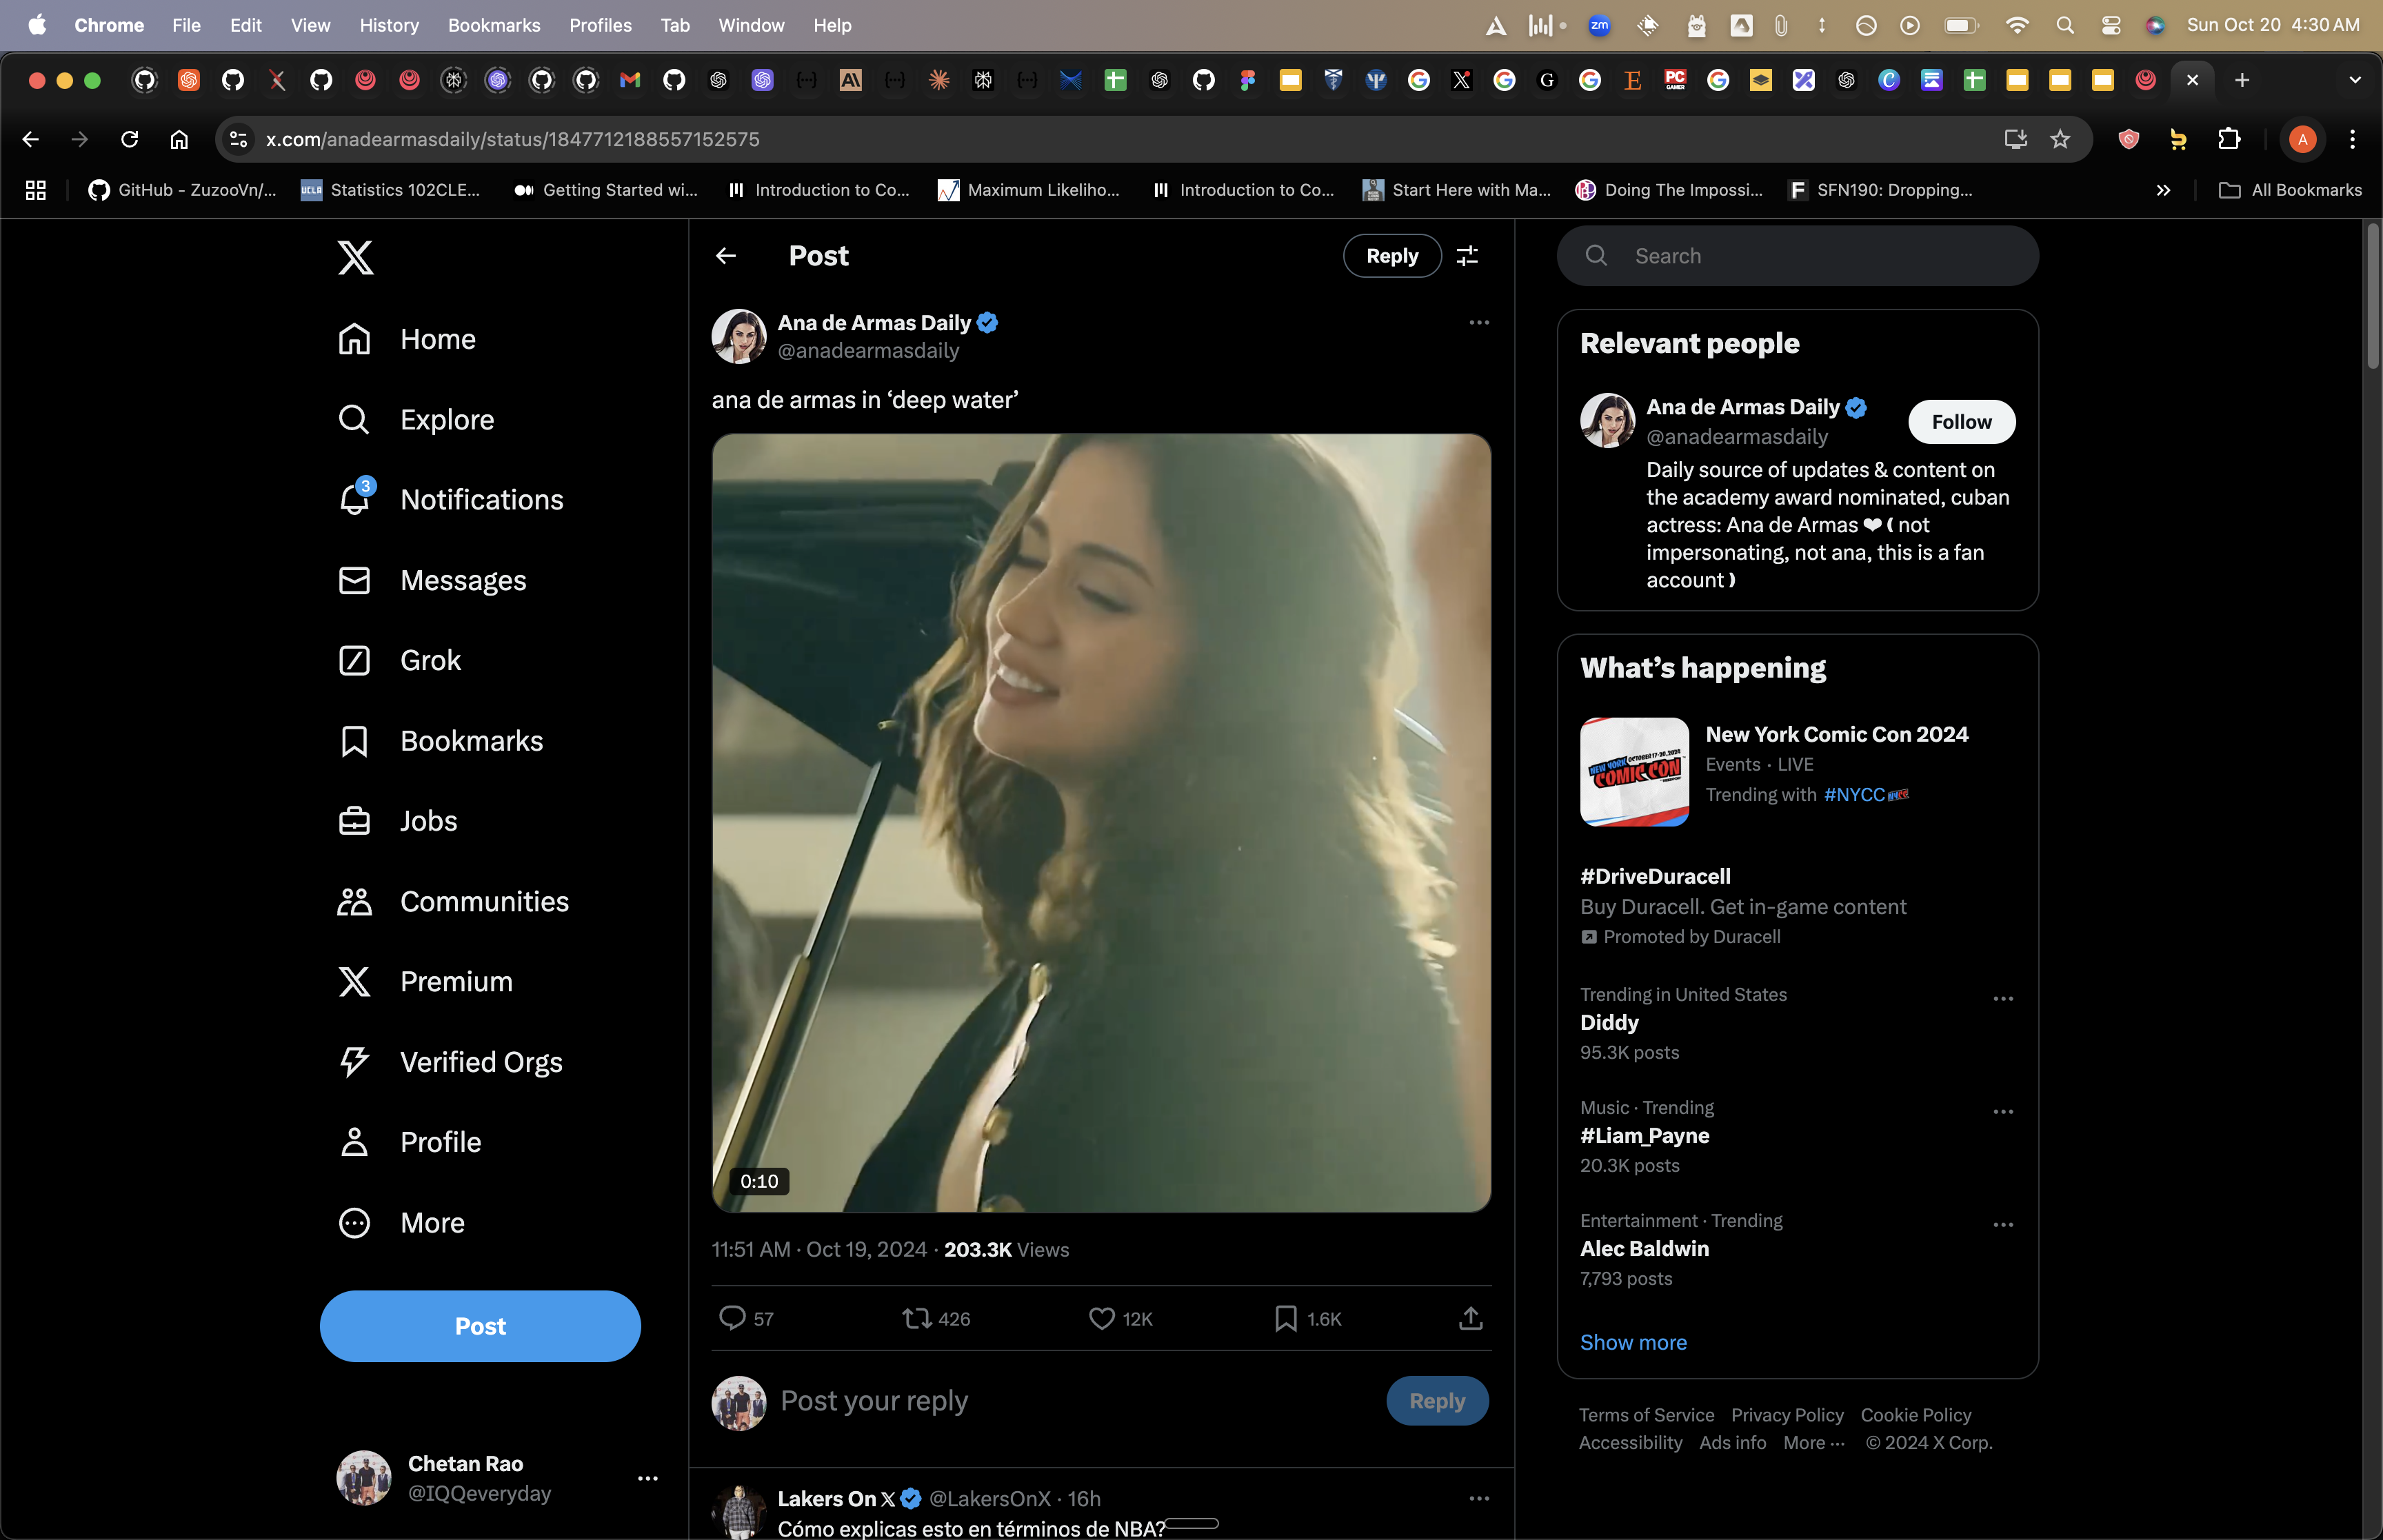 Chrome File Edit View History Bookmarks Profiles Tab Window Help
zm
Sun Oct 20 4:30 AM
x.com/anadearmasdaily/status/1847712188557152575
A
GitHub - ZuzooVn/...
UCLA
Statistics 102CLE...
Getting Started wi...
Introduction to Co...
Maximum Likeliho...
Introduction to Co...
Start Here with Ma...
Doing The Impossi...
SFN190: Dropping...
All Bookmarks
Home
Explore
3
Notifications
Messages
Grok
Bookmarks
Jobs
Communities
Premium
Verified Orgs
Profile
More
Post
Chetan Rao
@IQQeveryday
Post
Reply
Ana de Armas Daily
@anadearmasdaily
ana de armas in ‘deep water’
0:10
11:51 AM · Oct 19, 2024 · 203.3K Views
57
426
12K
1.6K
Post your reply
Reply
Lakers On X @LakersOnX · 16h
Cómo explicas esto en términos de NBA?
Search
Relevant people
Ana de Armas Daily
@anadearmasdaily
Follow
Daily source of updates & content on
the academy award nominated, cuban
actress: Ana de Armas ❤ ( not
impersonating, not ana, this is a fan
account )
What’s happening
NEW YORK
COMIC CON
New York Comic Con 2024
Events · LIVE
Trending with #NYCC
#DriveDuracell
Buy Duracell. Get in-game content
Promoted by Duracell
Trending in United States
Diddy
95.3K posts
Music · Trending
#Liam_Payne
20.3K posts
Entertainment · Trending
Alec Baldwin
7,793 posts
Show more
Terms of Service Privacy Policy Cookie Policy
Accessibility Ads info More ··· © 2024 X Corp.